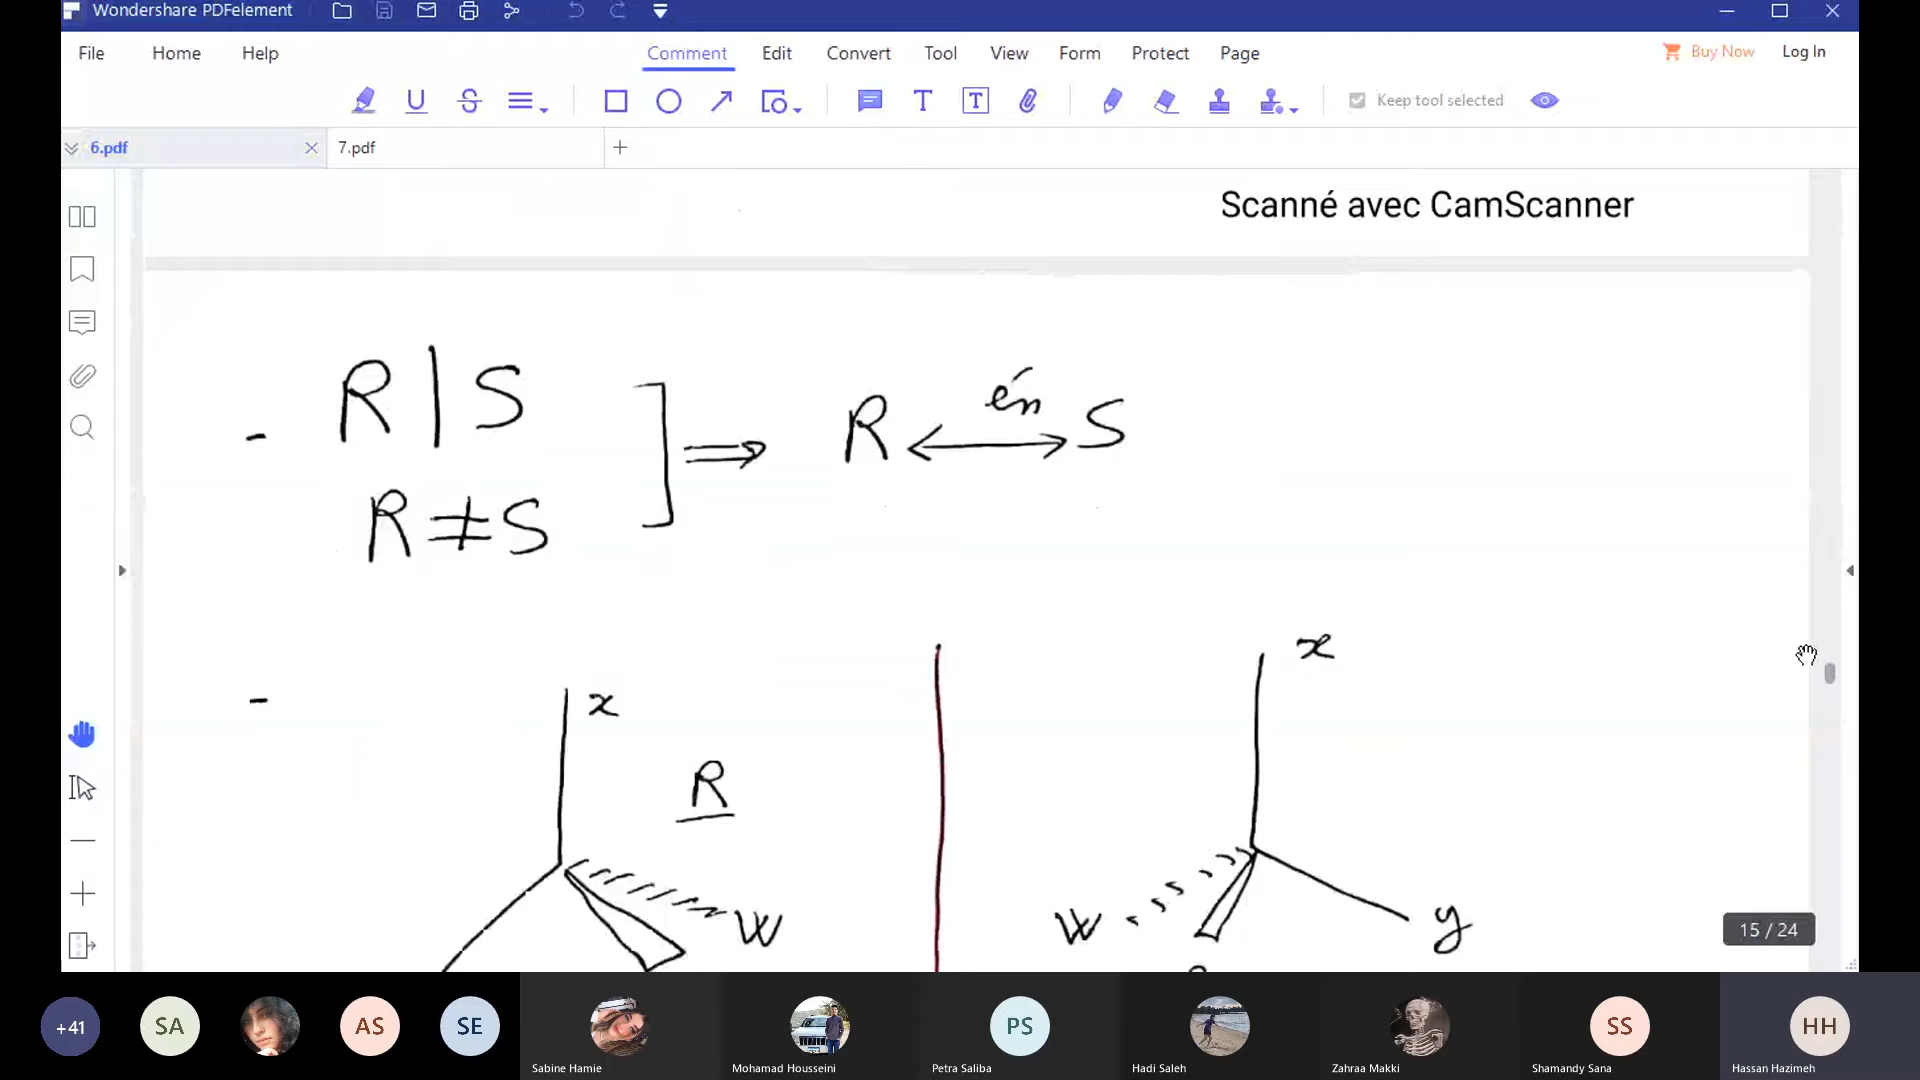 Wondershare PDFelement
File Home Help Comment Edit Convert Tool View Form Protect Page Buy Now Log In
Keep tool selected
6.pdf 7.pdf
Scanné avec CamScanner
- R | S ] ⇒ R ⟷ én S
R ≠ S
- x x
R
W W y
15 / 24
+41 SA AS SE PS SS HH
Sabine Hamie Mohamad Housseini Petra Saliba Hadi Saleh Zahraa Makki Shamandy Sana Hassan Hazimeh